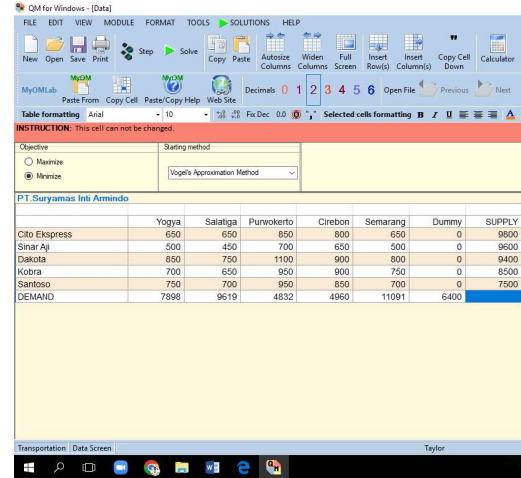 QM for Windows - [Data]
FILE EDIT VIEW MODULE FORMAT TOOLS SOLUTIONS HELP
New Open Save Print Step Solve Copy Paste Autosize Columns Widen Columns Full Screen Insert Row(s) Insert Column(s) Copy Cell Down Calculator
MyOMLab Paste From Copy Cell Paste/Copy Help Web Site Decimals 0 1 2 3 4 5 6 Open File Previous Next
Table formatting Arial 10 Fix Dec 0.0 Selected cells formatting B I U A
INSTRUCTION: This cell can not be changed.
Objective Starting method
Maximize
Minimize Vogel's Approximation Method
PT.Suryamas Inti Armindo
Yogya Salatiga Purwokerto Cirebon Semarang Dummy SUPPLY
Cito Ekspress 650 650 850 800 650 0 9800
Sinar Aji 500 450 700 650 500 0 9600
Dakota 850 750 1100 900 800 0 9400
Kobra 700 650 950 900 750 0 8500
Santoso 750 700 950 850 700 0 7500
DEMAND 7898 9619 4832 4960 11091 6400
Transportation Data Screen Taylor